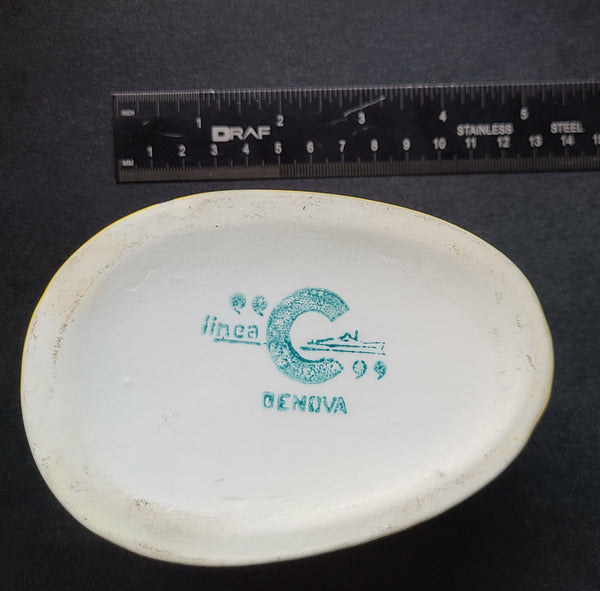 INCH 1 2 3 4 5
DRAF STAINLESS STEEL
MM 1 2 3 4 5 6 7 8 9 10 11 12 13 14 15
“ linea C ”
GENOVA